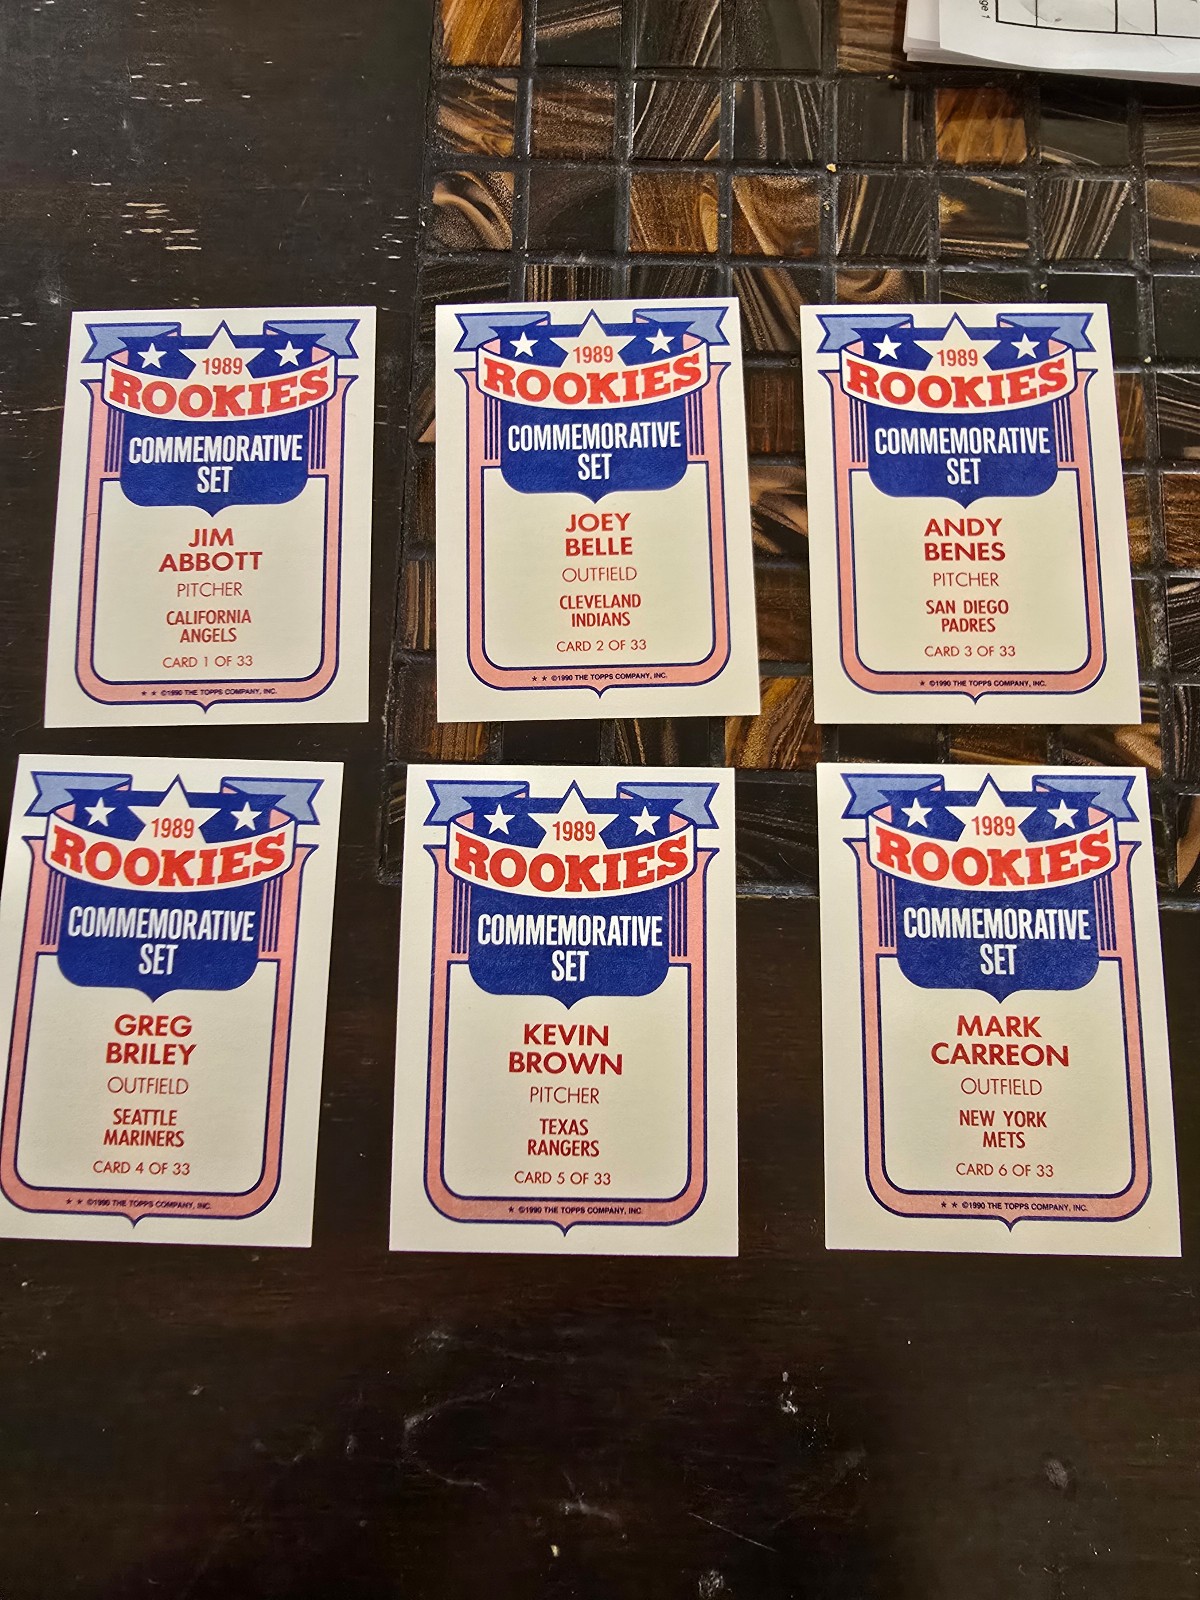 ge 1
1989
ROOKIES
COMMEMORATIVE
SET
JIM
ABBOTT
PITCHER
CALIFORNIA
ANGELS
CARD 1 OF 33
★ ★ ©1990 THE TOPPS COMPANY, INC.
1989
ROOKIES
COMMEMORATIVE
SET
JOEY
BELLE
OUTFIELD
CLEVELAND
INDIANS
CARD 2 OF 33
★ ★ ©1990 THE TOPPS COMPANY, INC.
1989
ROOKIES
COMMEMORATIVE
SET
ANDY
BENES
PITCHER
SAN DIEGO
PADRES
CARD 3 OF 33
★ ©1990 THE TOPPS COMPANY, INC.
1989
ROOKIES
COMMEMORATIVE
SET
GREG
BRILEY
OUTFIELD
SEATTLE
MARINERS
CARD 4 OF 33
★ ★ ©1990 THE TOPPS COMPANY, INC.
1989
ROOKIES
COMMEMORATIVE
SET
KEVIN
BROWN
PITCHER
TEXAS
RANGERS
CARD 5 OF 33
★ ©1990 THE TOPPS COMPANY, INC.
1989
ROOKIES
COMMEMORATIVE
SET
MARK
CARREON
OUTFIELD
NEW YORK
METS
CARD 6 OF 33
★ ★ ©1990 THE TOPPS COMPANY, INC.